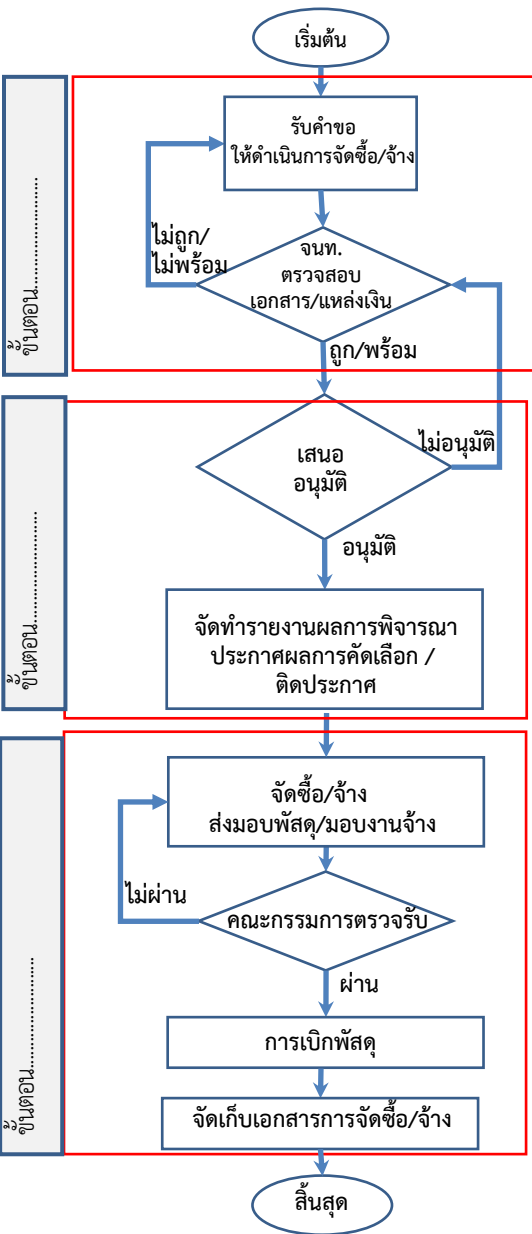 เริ่มต้น
ขั้นตอน.............................
รับคำขอ
ให้ดำเนินการจัดซื้อ/จ้าง
ไม่ถูก/
ไม่พร้อม
จนท.
ตรวจสอบ
เอกสาร/แหล่งเงิน
ถูก/พร้อม
ขั้นตอน.............................
เสนอ
อนุมัติ
ไม่อนุมัติ
อนุมัติ
จัดทำรายงานผลการพิจารณา
ประกาศผลการคัดเลือก /
ติดประกาศ
ขั้นตอน.............................
จัดซื้อ/จ้าง
ส่งมอบพัสดุ/มอบงานจ้าง
ไม่ผ่าน
คณะกรรมการตรวจรับ
ผ่าน
การเบิกพัสดุ
จัดเก็บเอกสารการจัดซื้อ/จ้าง
สิ้นสุด